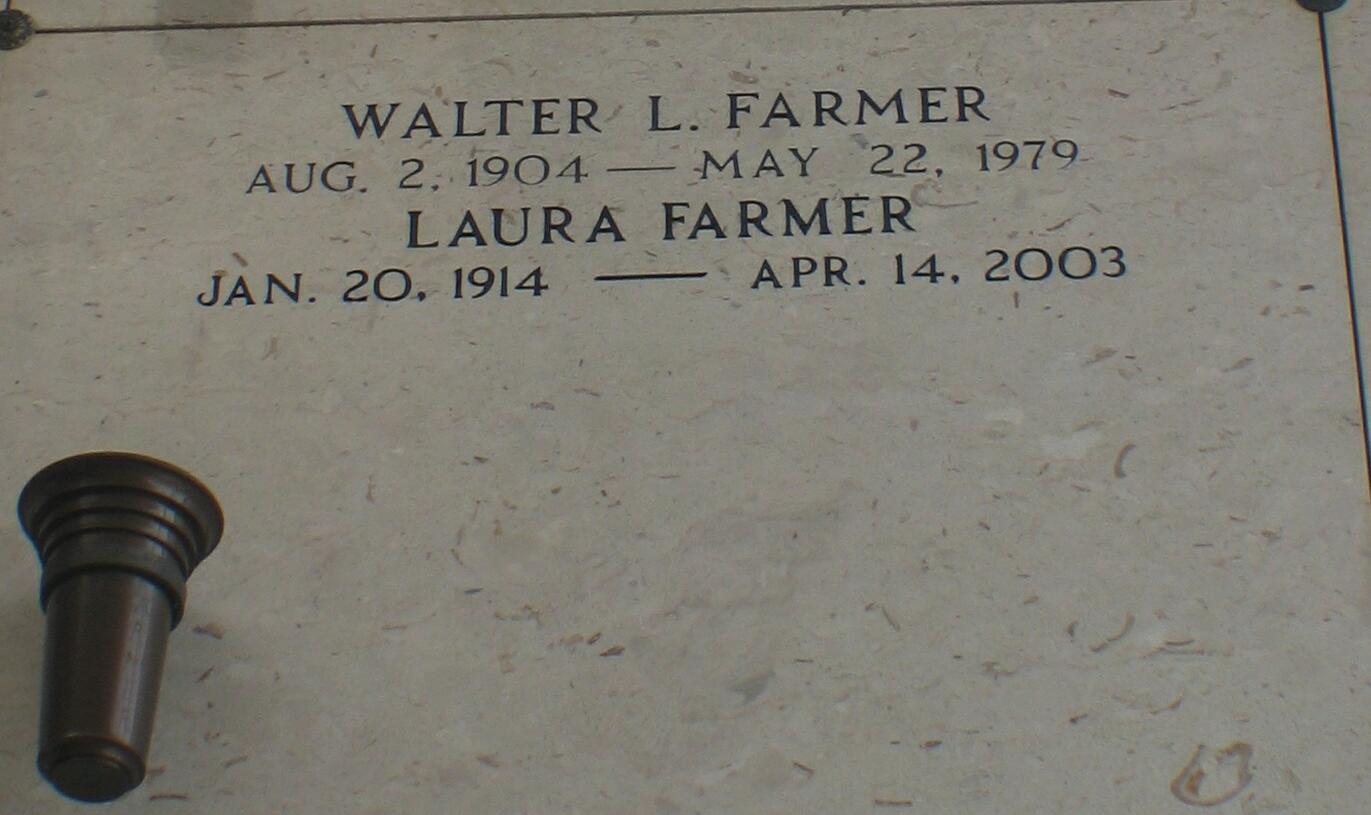 WALTER L. FARMER
AUG. 2, 1904 — MAY 22, 1979
LAURA FARMER
JAN. 20, 1914 — APR. 14, 2003